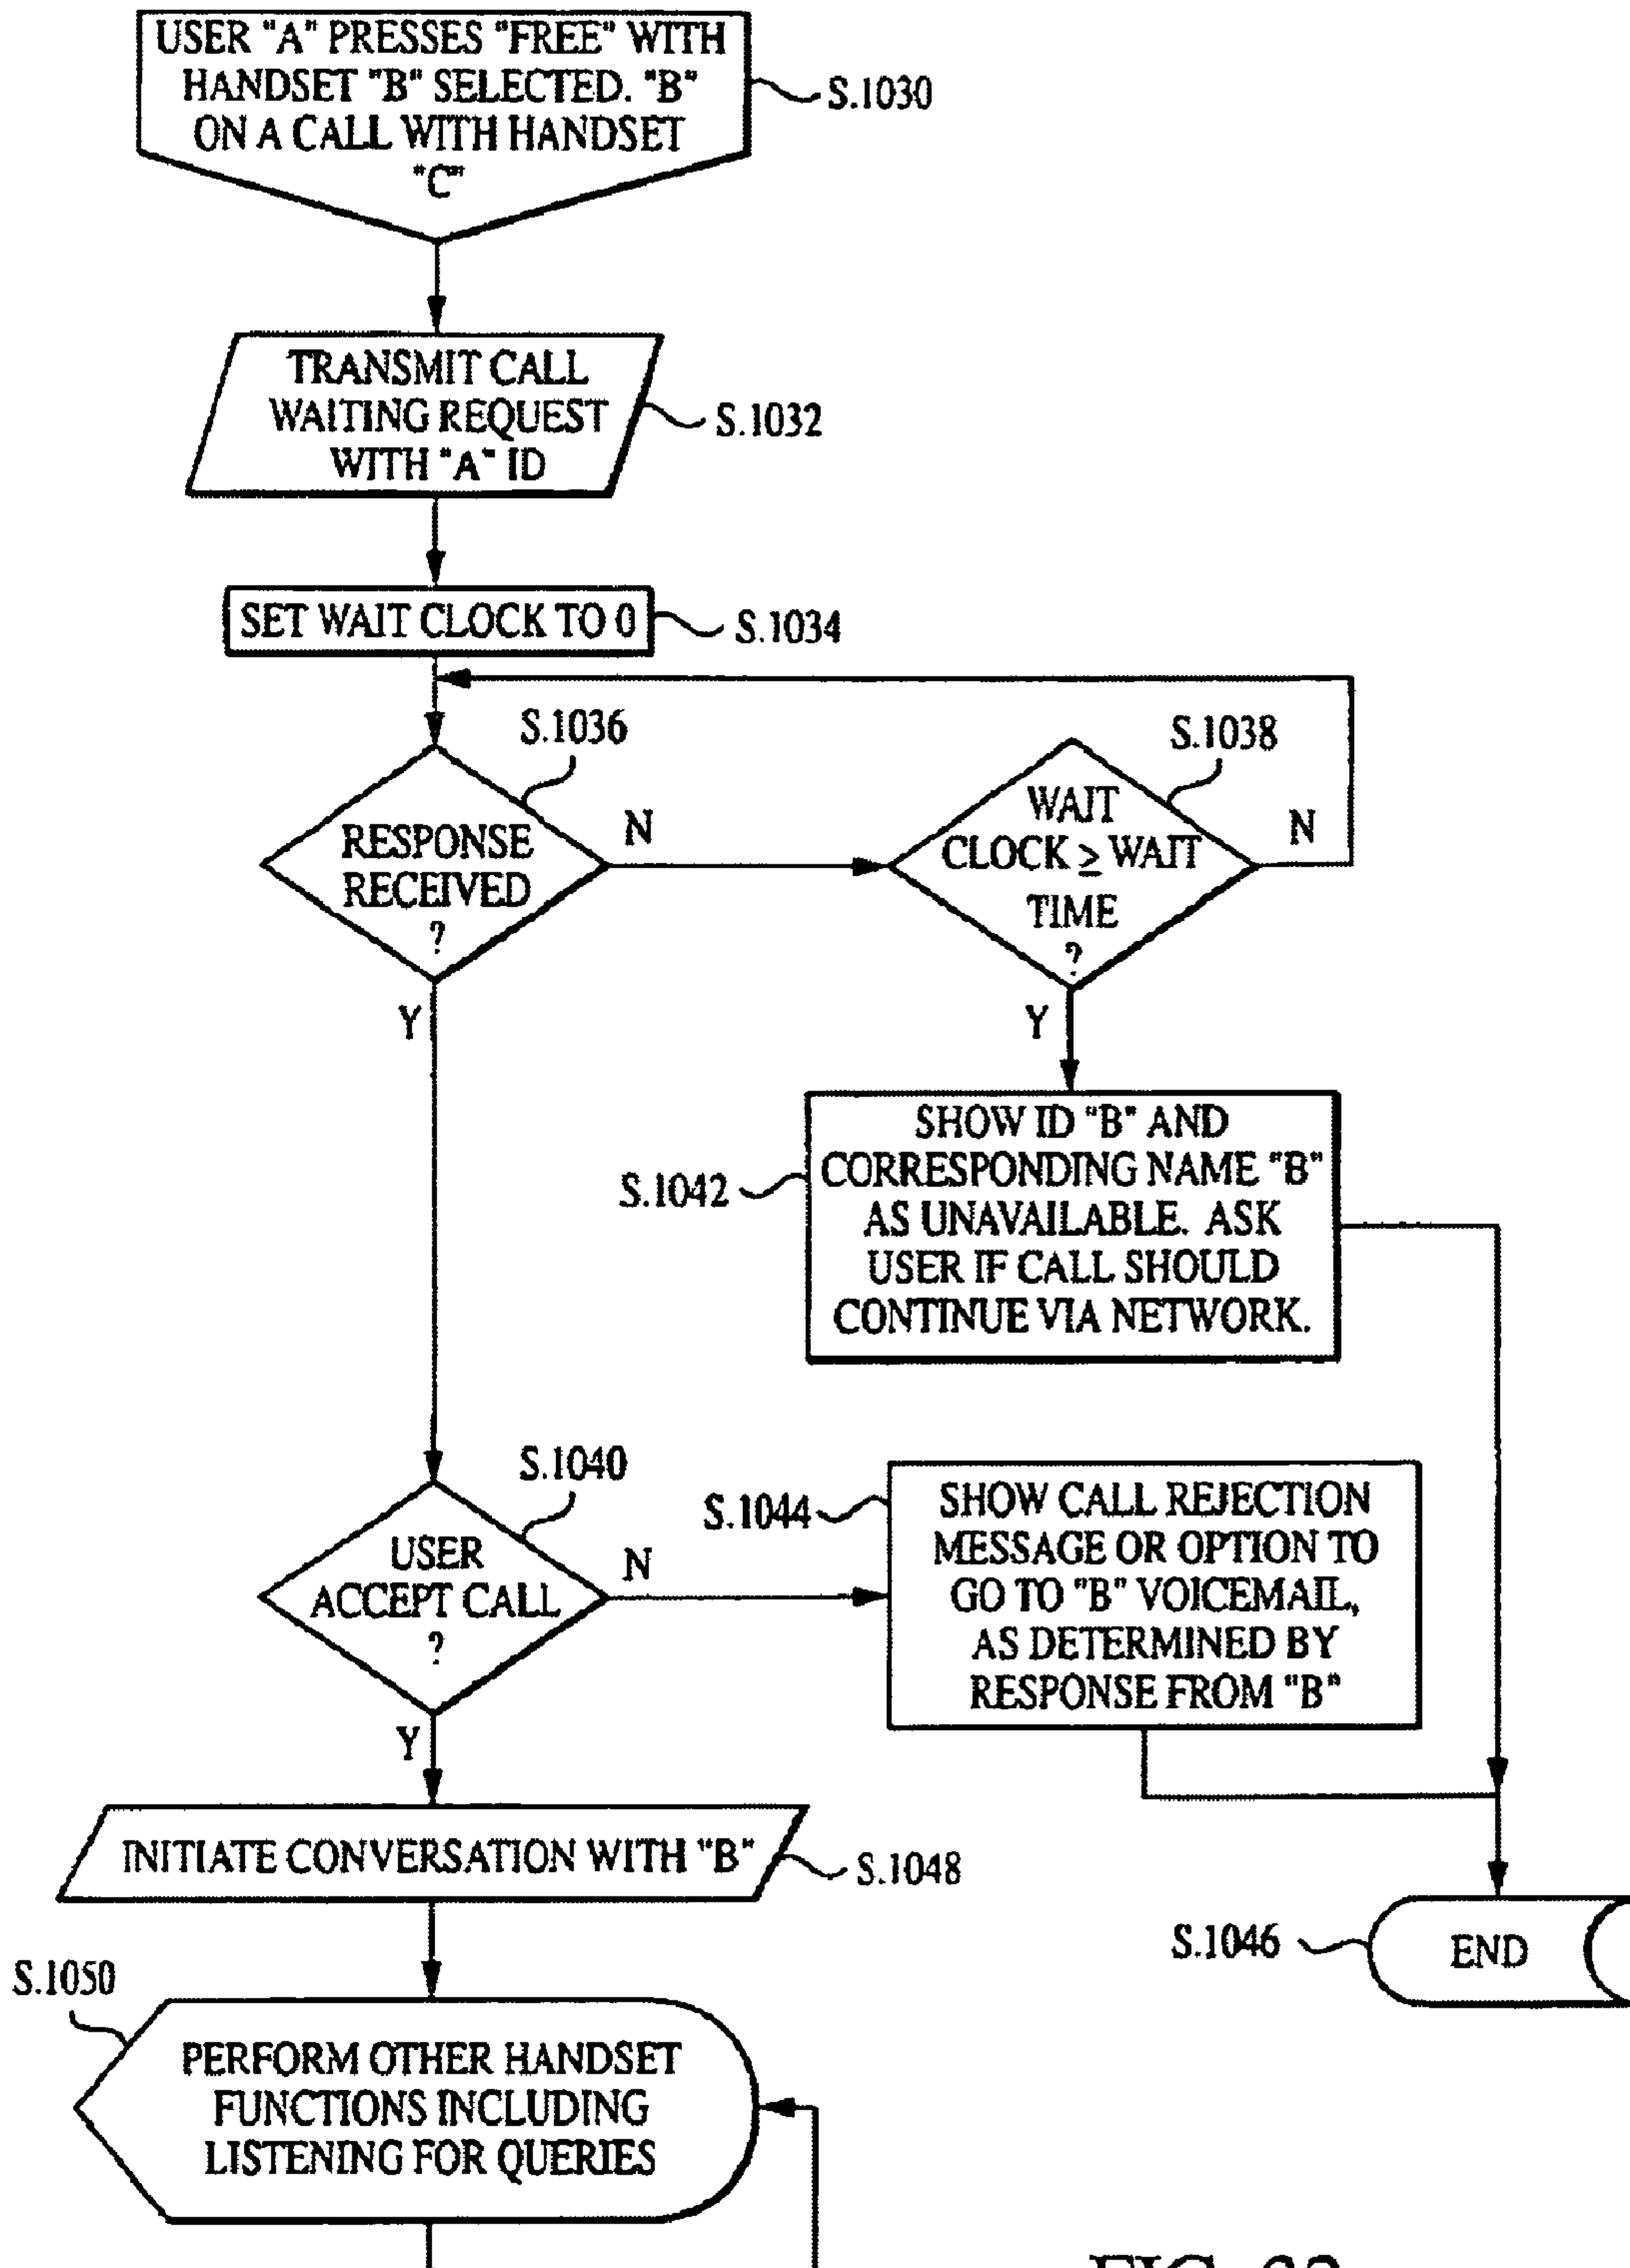 USER "A" PRESSES "FREE" WITH
HANDSET "B" SELECTED. "B"
ON A CALL WITH HANDSET
"C"
S.1030
TRANSMIT CALL
WAITING REQUEST
WITH "A" ID
S.1032
SET WAIT CLOCK TO 0
S.1034
S.1036
RESPONSE
RECEIVED
?
N
Y
S.1038
WAIT
CLOCK ≥ WAIT
TIME
?
N
Y
SHOW ID "B" AND
CORRESPONDING NAME "B"
AS UNAVAILABLE. ASK
USER IF CALL SHOULD
CONTINUE VIA NETWORK.
S.1042
S.1040
USER
ACCEPT CALL
?
N
Y
S.1044
SHOW CALL REJECTION
MESSAGE OR OPTION TO
GO TO "B" VOICEMAIL,
AS DETERMINED BY
RESPONSE FROM "B"
INITIATE CONVERSATION WITH "B"
S.1048
S.1046
END
S.1050
PERFORM OTHER HANDSET
FUNCTIONS INCLUDING
LISTENING FOR QUERIES